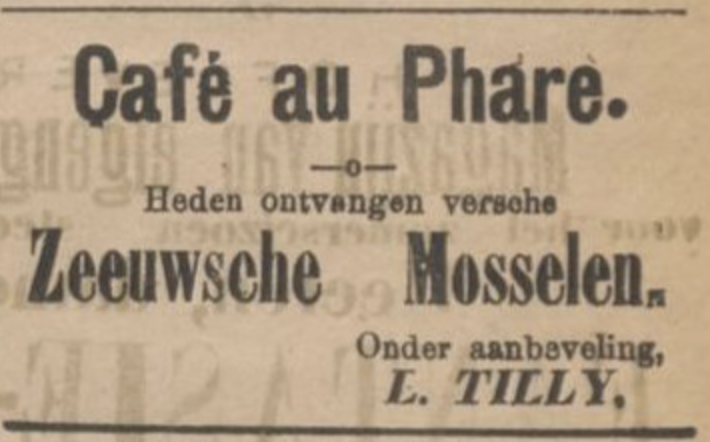 Café au Phare.
—o—
Heden ontvangen versche
Zeeuwsche Mosselen.
Onder aanbeveling,
E. TILLY.